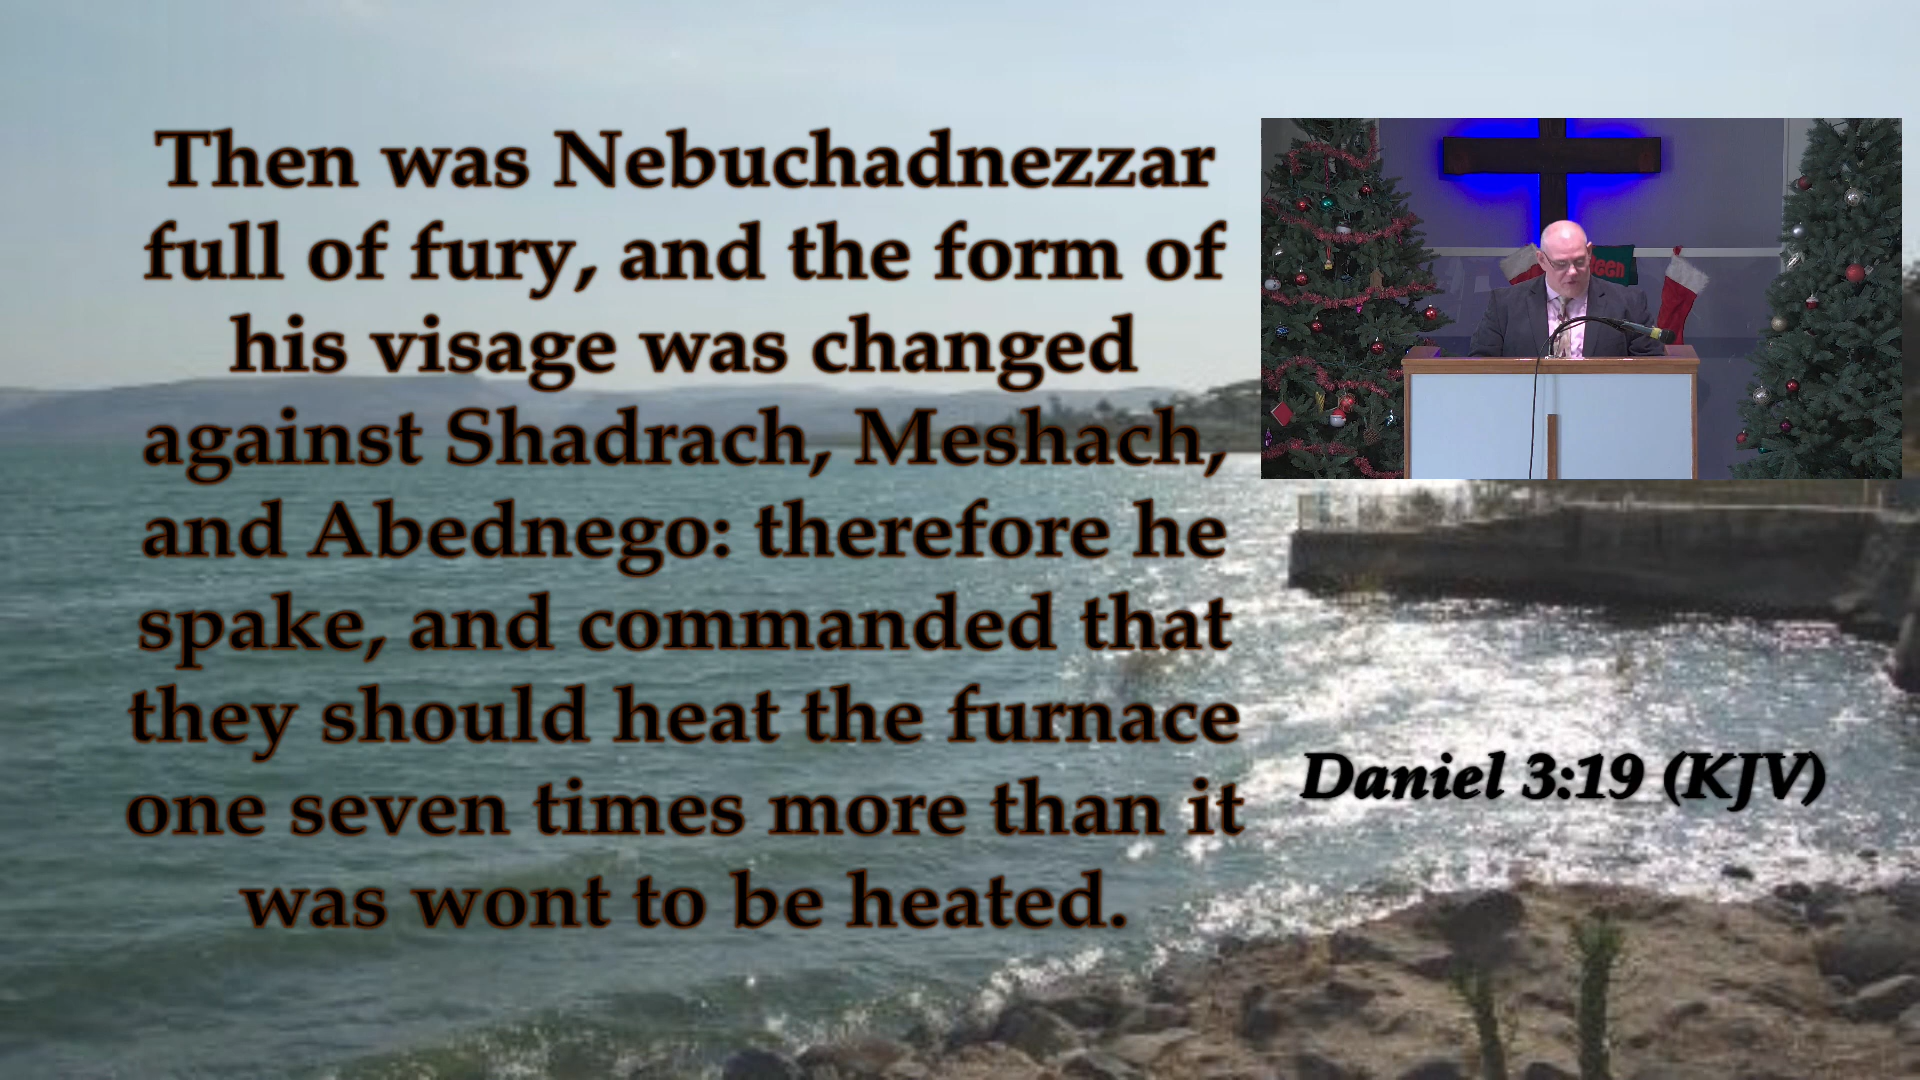 Then was Nebuchadnezzar
full of fury, and the form of
his visage was changed
against Shadrach, Meshach,
and Abednego: therefore he
spake, and commanded that
they should heat the furnace
one seven times more than it
was wont to be heated.
Daniel 3:19 (KJV)